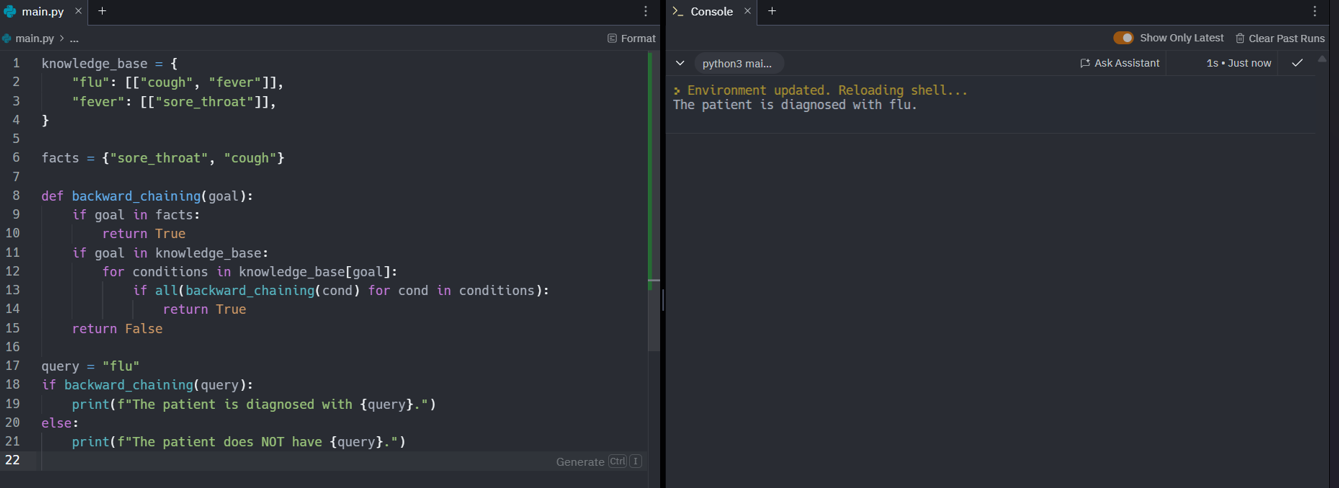 main.py × +
main.py > ...
Format
1 knowledge_base = {
2     "flu": [["cough", "fever"]],
3     "fever": [["sore_throat"]],
4 }
5
6 facts = {"sore_throat", "cough"}
7
8 def backward_chaining(goal):
9     if goal in facts:
10         return True
11     if goal in knowledge_base:
12         for conditions in knowledge_base[goal]:
13             if all(backward_chaining(cond) for cond in conditions):
14                 return True
15     return False
16
17 query = "flu"
18 if backward_chaining(query):
19     print(f"The patient is diagnosed with {query}.")
20 else:
21     print(f"The patient does NOT have {query}.")
22
Generate Ctrl I
>_ Console × +
Show Only Latest Clear Past Runs
python3 mai... Ask Assistant 1s • Just now
Environment updated. Reloading shell...
The patient is diagnosed with flu.